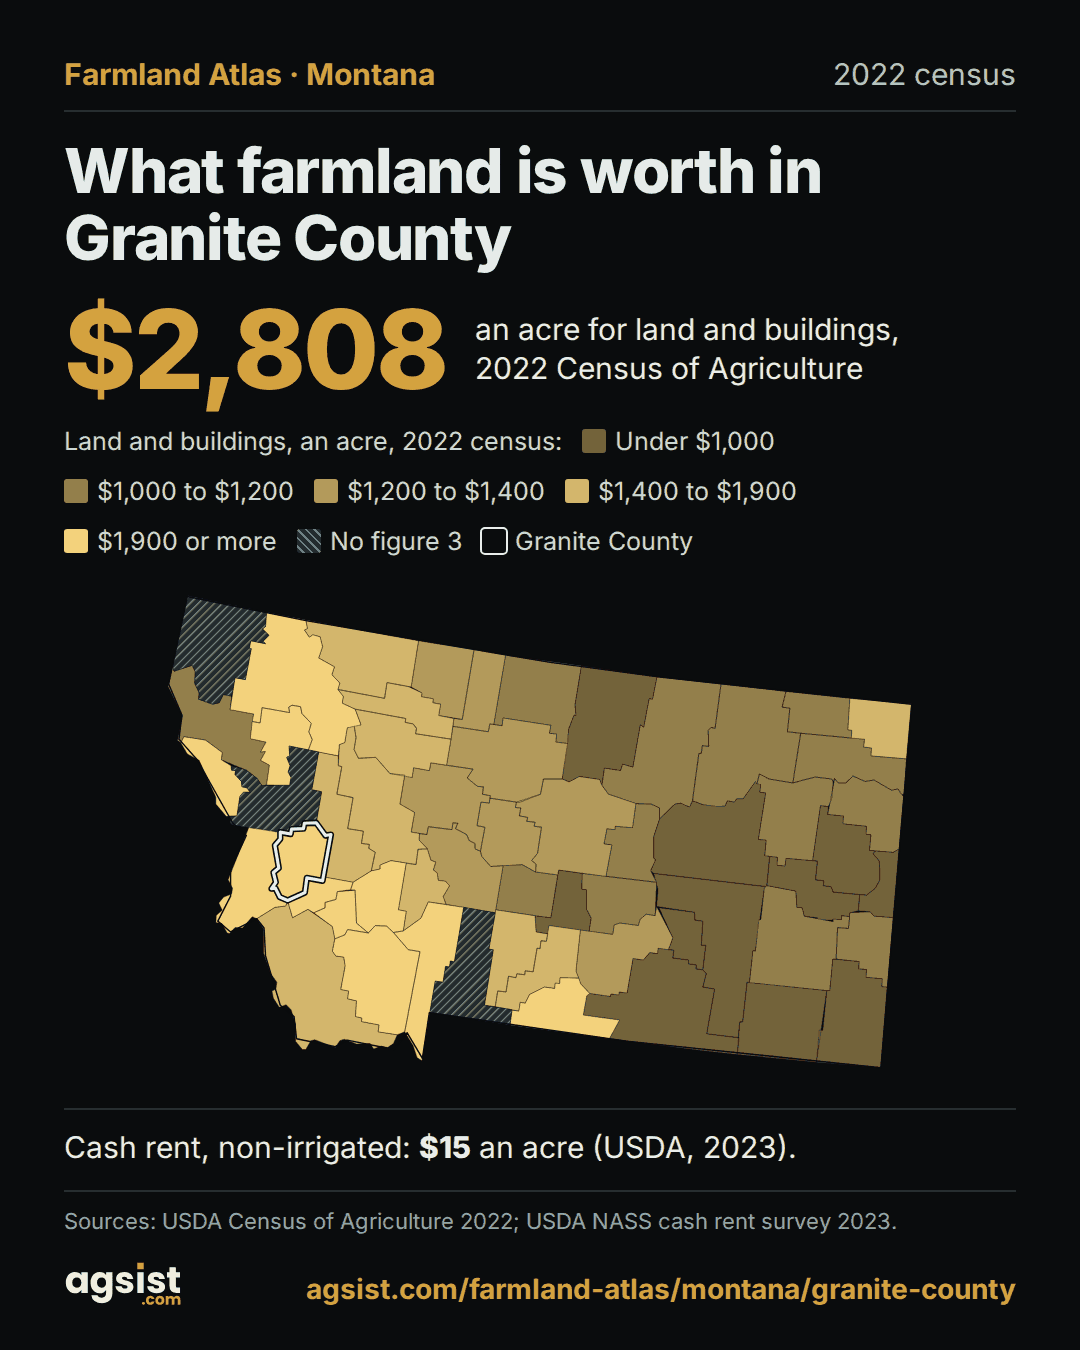 Farmland Atlas · Montana
2022 census
What farmland is worth in
Granite County
$2,808
an acre for land and buildings,
2022 Census of Agriculture
Land and buildings, an acre, 2022 census:
Under $1,000
$1,000 to $1,200
$1,200 to $1,400
$1,400 to $1,900
$1,900 or more
No figure 3
Granite County
Cash rent, non-irrigated: $15 an acre (USDA, 2023).
Sources: USDA Census of Agriculture 2022; USDA NASS cash rent survey 2023.
agsist
.com
agsist.com/farmland-atlas/montana/granite-county